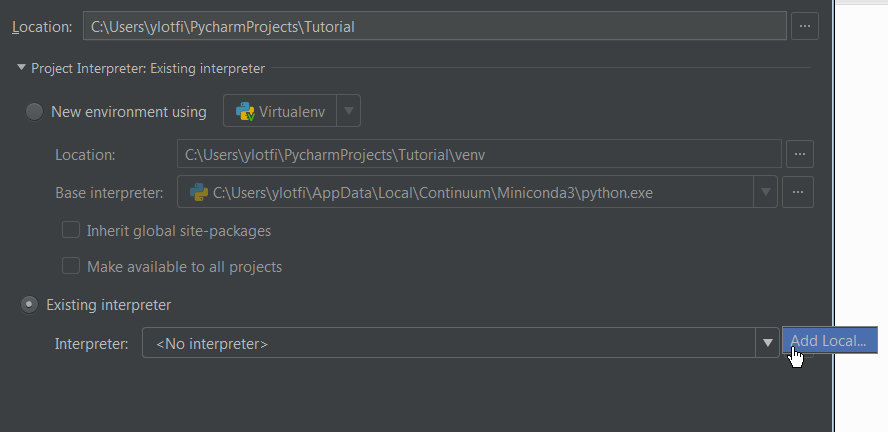 Location: C:\Users\ylotfi\PycharmProjects\Tutorial ...
Project Interpreter: Existing interpreter
New environment using Virtualenv
Location: C:\Users\ylotfi\PycharmProjects\Tutorial\venv ...
Base interpreter: C:\Users\ylotfi\AppData\Local\Continuum\Miniconda3\python.exe ...
Inherit global site-packages
Make available to all projects
Existing interpreter
Interpreter: <No interpreter> Add Local...